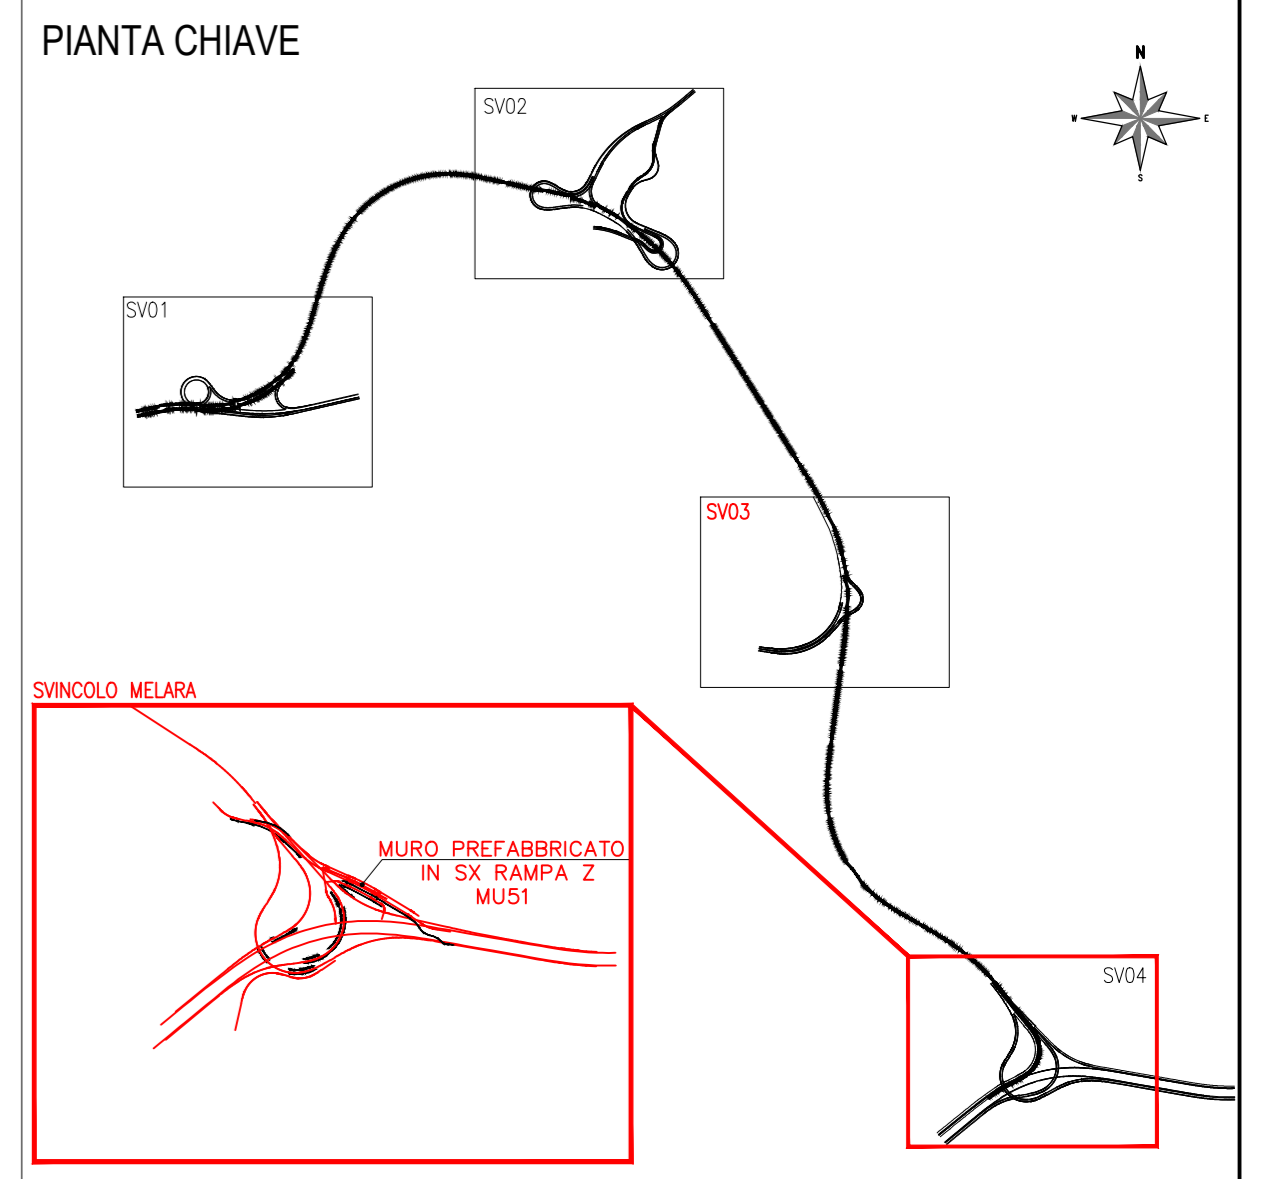 PIANTA CHIAVE
N
W
E
S
SV02
SV01
SV03
SVINCOLO MELARA
MURO PREFABBRICATO
IN SX RAMPA Z
MU51
SV04